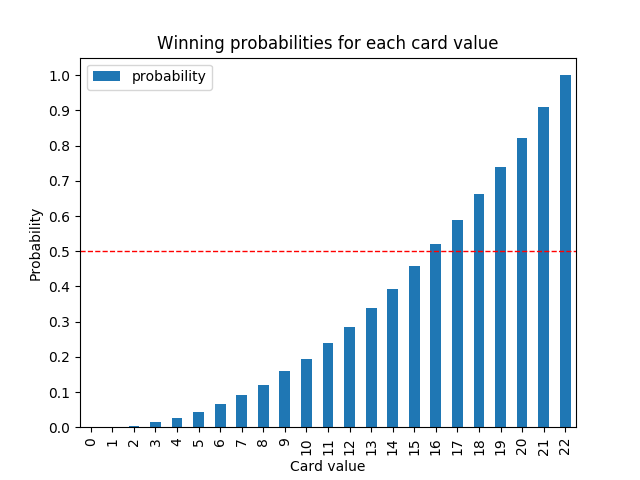 Winning probabilities for each card value
probability
Probability
1.0
0.9
0.8
0.7
0.6
0.5
0.4
0.3
0.2
0.1
0.0
0 1 2 3 4 5 6 7 8 9 10 11 12 13 14 15 16 17 18 19 20 21 22
Card value